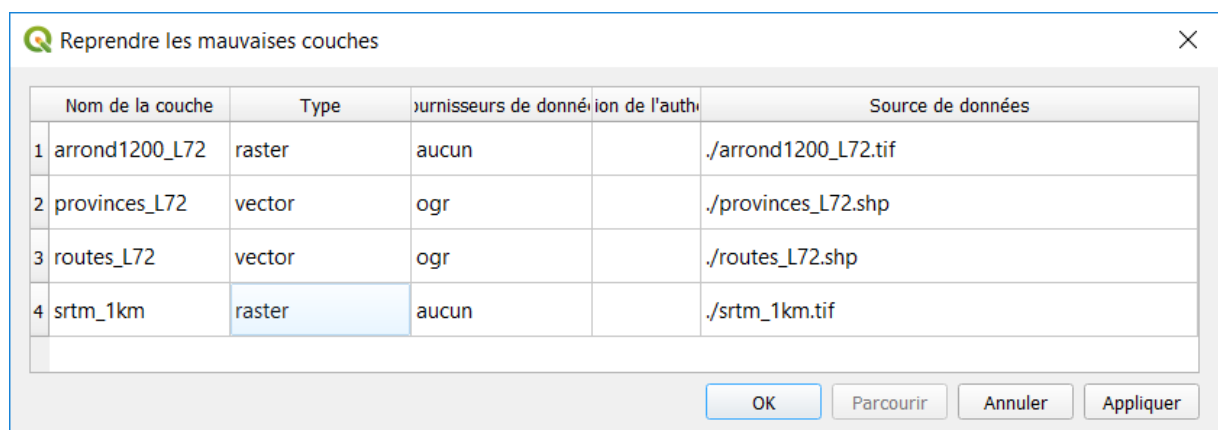 Reprendre les mauvaises couches
Nom de la couche Type ournisseurs de donné ion de l'auth Source de données
1 arrond1200_L72 raster aucun ./arrond1200_L72.tif
2 provinces_L72 vector ogr ./provinces_L72.shp
3 routes_L72 vector ogr ./routes_L72.shp
4 srtm_1km raster aucun ./srtm_1km.tif
OK Parcourir Annuler Appliquer